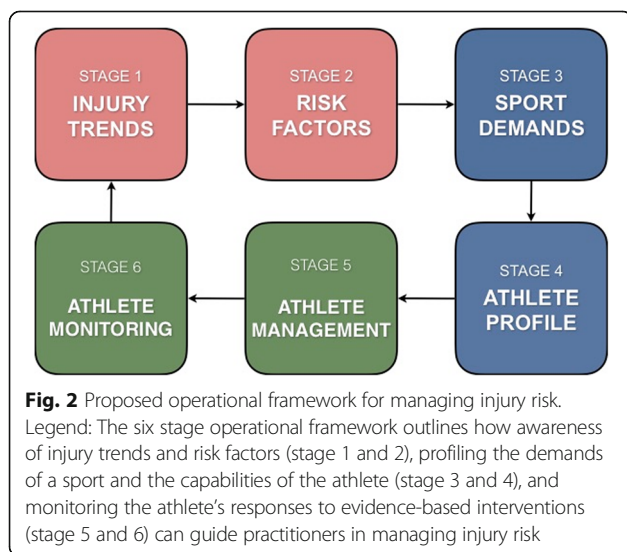 STAGE 1
INJURY
TRENDS
STAGE 2
RISK
FACTORS
STAGE 3
SPORT
DEMANDS
STAGE 4
ATHLETE
PROFILE
STAGE 5
ATHLETE
MANAGEMENT
STAGE 6
ATHLETE
MONITORING
Fig. 2 Proposed operational framework for managing injury risk.
Legend: The six stage operational framework outlines how awareness
of injury trends and risk factors (stage 1 and 2), profiling the demands
of a sport and the capabilities of the athlete (stage 3 and 4), and
monitoring the athlete's responses to evidence-based interventions
(stage 5 and 6) can guide practitioners in managing injury risk